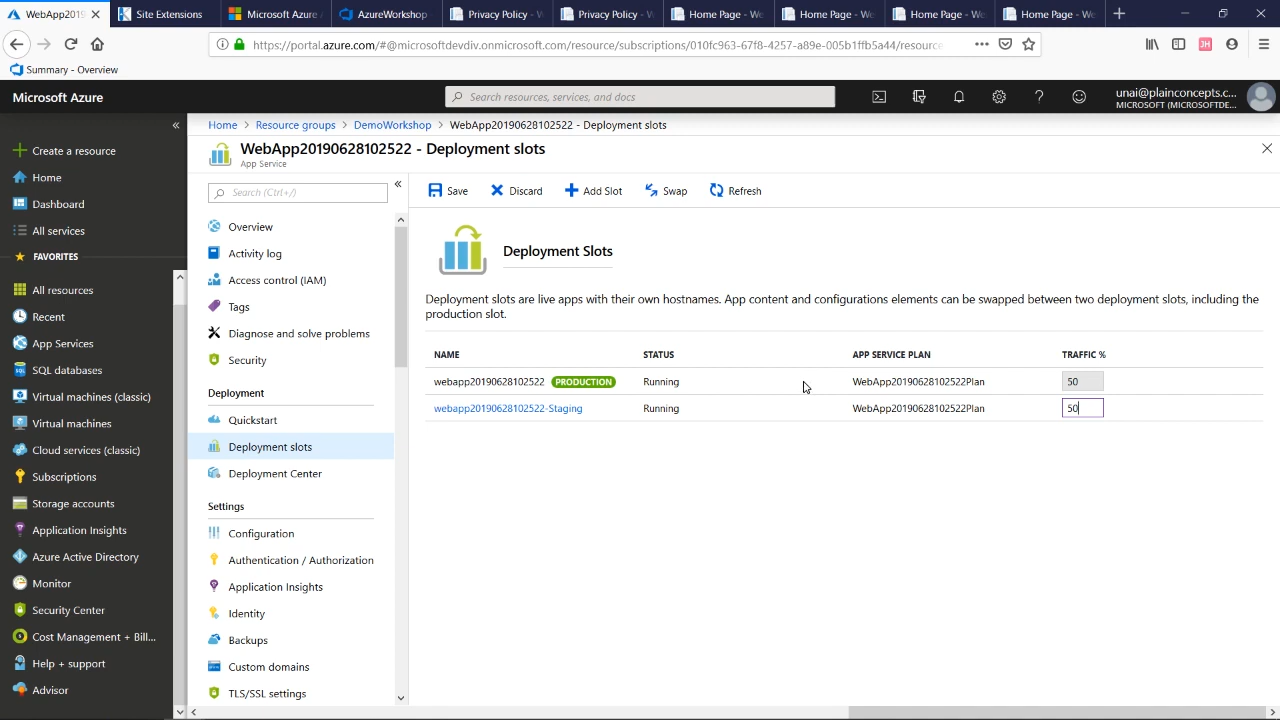 WebApp2019
Site Extensions
Microsoft Azure
AzureWorkshop
Privacy Policy - 
Privacy Policy - W
Home Page - We
Home Page - We
Home Page - We
Home Page - We
https://portal.azure.com/#@microsoftdevdiv.onmicrosoft.com/resource/subscriptions/010fc963-67f8-4257-a89e-005b1ffb5a44/resource
JH
Summary - Overview
Microsoft Azure
Search resources, services, and docs
unai@plainconcepts.c...
MICROSOFT (MICROSOFTDE...
Create a resource
Home
Dashboard
All services
FAVORITES
All resources
Recent
App Services
SQL databases
Virtual machines (classic)
Virtual machines
Cloud services (classic)
Subscriptions
Storage accounts
Application Insights
Azure Active Directory
Monitor
Security Center
Cost Management + Bill...
Help + support
Advisor
Home > Resource groups > DemoWorkshop > WebApp20190628102522 - Deployment slots
WebApp20190628102522 - Deployment slots
App Service
Search (Ctrl+/)
Overview
Activity log
Access control (IAM)
Tags
Diagnose and solve problems
Security
Deployment
Quickstart
Deployment slots
Deployment Center
Settings
Configuration
Authentication / Authorization
Application Insights
Identity
Backups
Custom domains
TLS/SSL settings
Save Discard Add Slot Swap Refresh
Deployment Slots
Deployment slots are live apps with their own hostnames. App content and configurations elements can be swapped between two deployment slots, including the
production slot.
NAME STATUS APP SERVICE PLAN TRAFFIC %
webapp20190628102522 PRODUCTION Running WebApp20190628102522Plan 50
webapp20190628102522-Staging Running WebApp20190628102522Plan 50